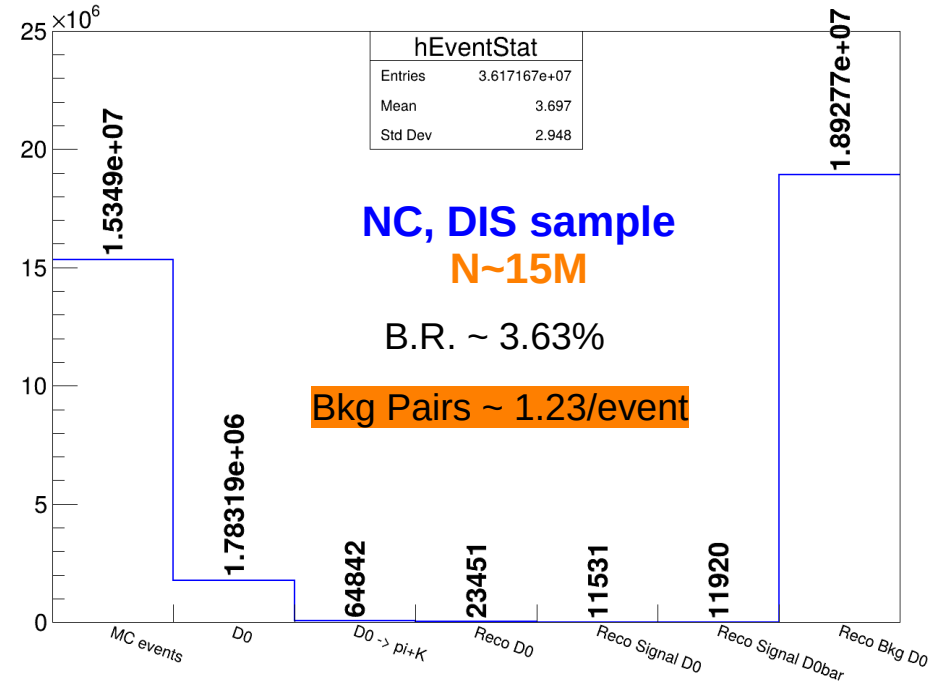 ×10⁶
25
20
15
10
5
0
hEventStat
Entries 3.617167e+07
Mean 3.697
Std Dev 2.948
NC, DIS sample
N~15M
B.R. ~ 3.63%
Bkg Pairs ~ 1.23/event
1.5349e+07
1.78319e+06
64842
23451
11531
11920
1.89277e+07
MC events
D0
D0 -> pi+K
Reco D0
Reco Signal D0
Reco Signal D0bar
Reco Bkg D0